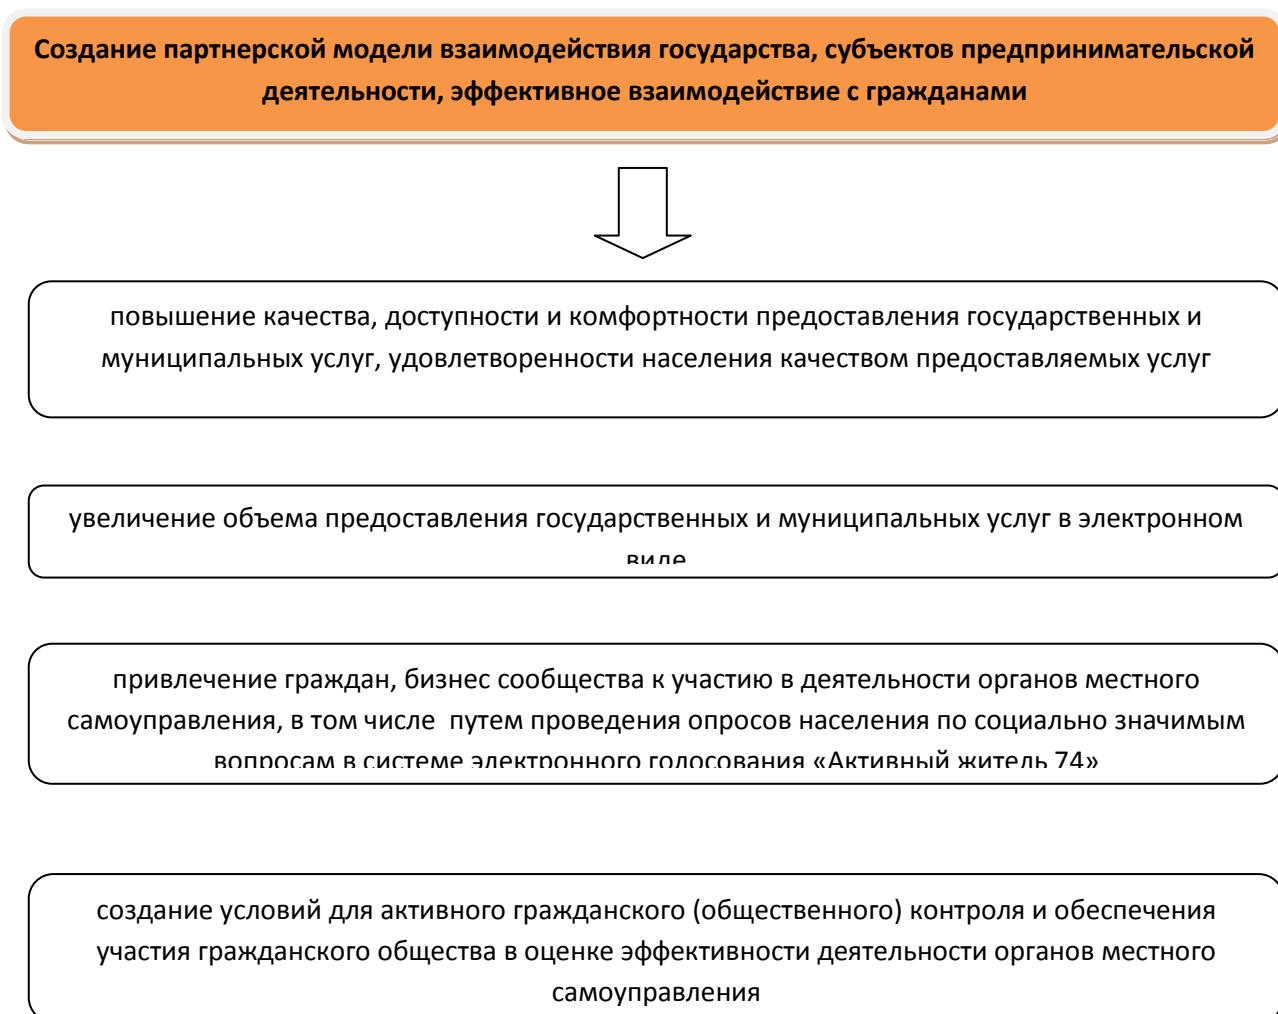 Создание партнерской модели взаимодействия государства, субъектов предпринимательской
деятельности, эффективное взаимодействие с гражданами
повышение качества, доступности и комфортности предоставления государственных и
муниципальных услуг, удовлетворенности населения качеством предоставляемых услуг
увеличение объема предоставления государственных и муниципальных услуг в электронном
виде
привлечение граждан, бизнес сообщества к участию в деятельности органов местного
самоуправления, в том числе  путем проведения опросов населения по социально значимым
вопросам в системе электронного голосования «Активный житель 74»
создание условий для активного гражданского (общественного) контроля и обеспечения
участия гражданского общества в оценке эффективности деятельности органов местного
самоуправления